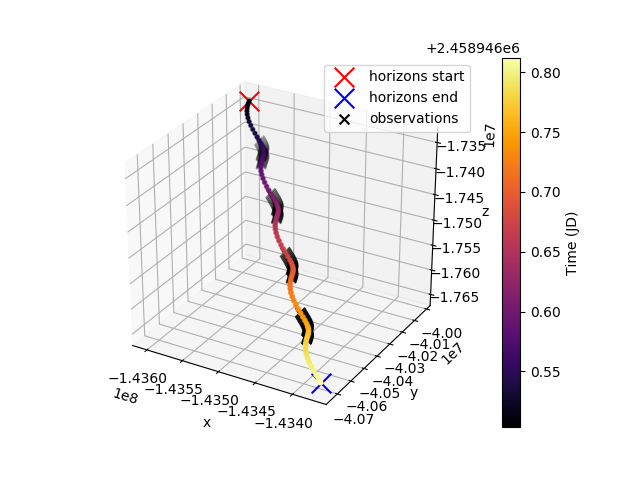 +2.458946e6
horizons start
horizons end
observations
0.80
0.75
0.70
0.65
0.60
0.55
Time (JD)
1e7
−1.735
−1.740
−1.745
−1.750
−1.755
−1.760
−1.765
z
−4.00
−4.01
−4.02
−4.03
−4.04
−4.05
−4.06
−4.07
1e7
y
−1.4360
−1.4355
−1.4350
−1.4345
−1.4340
1e8
x